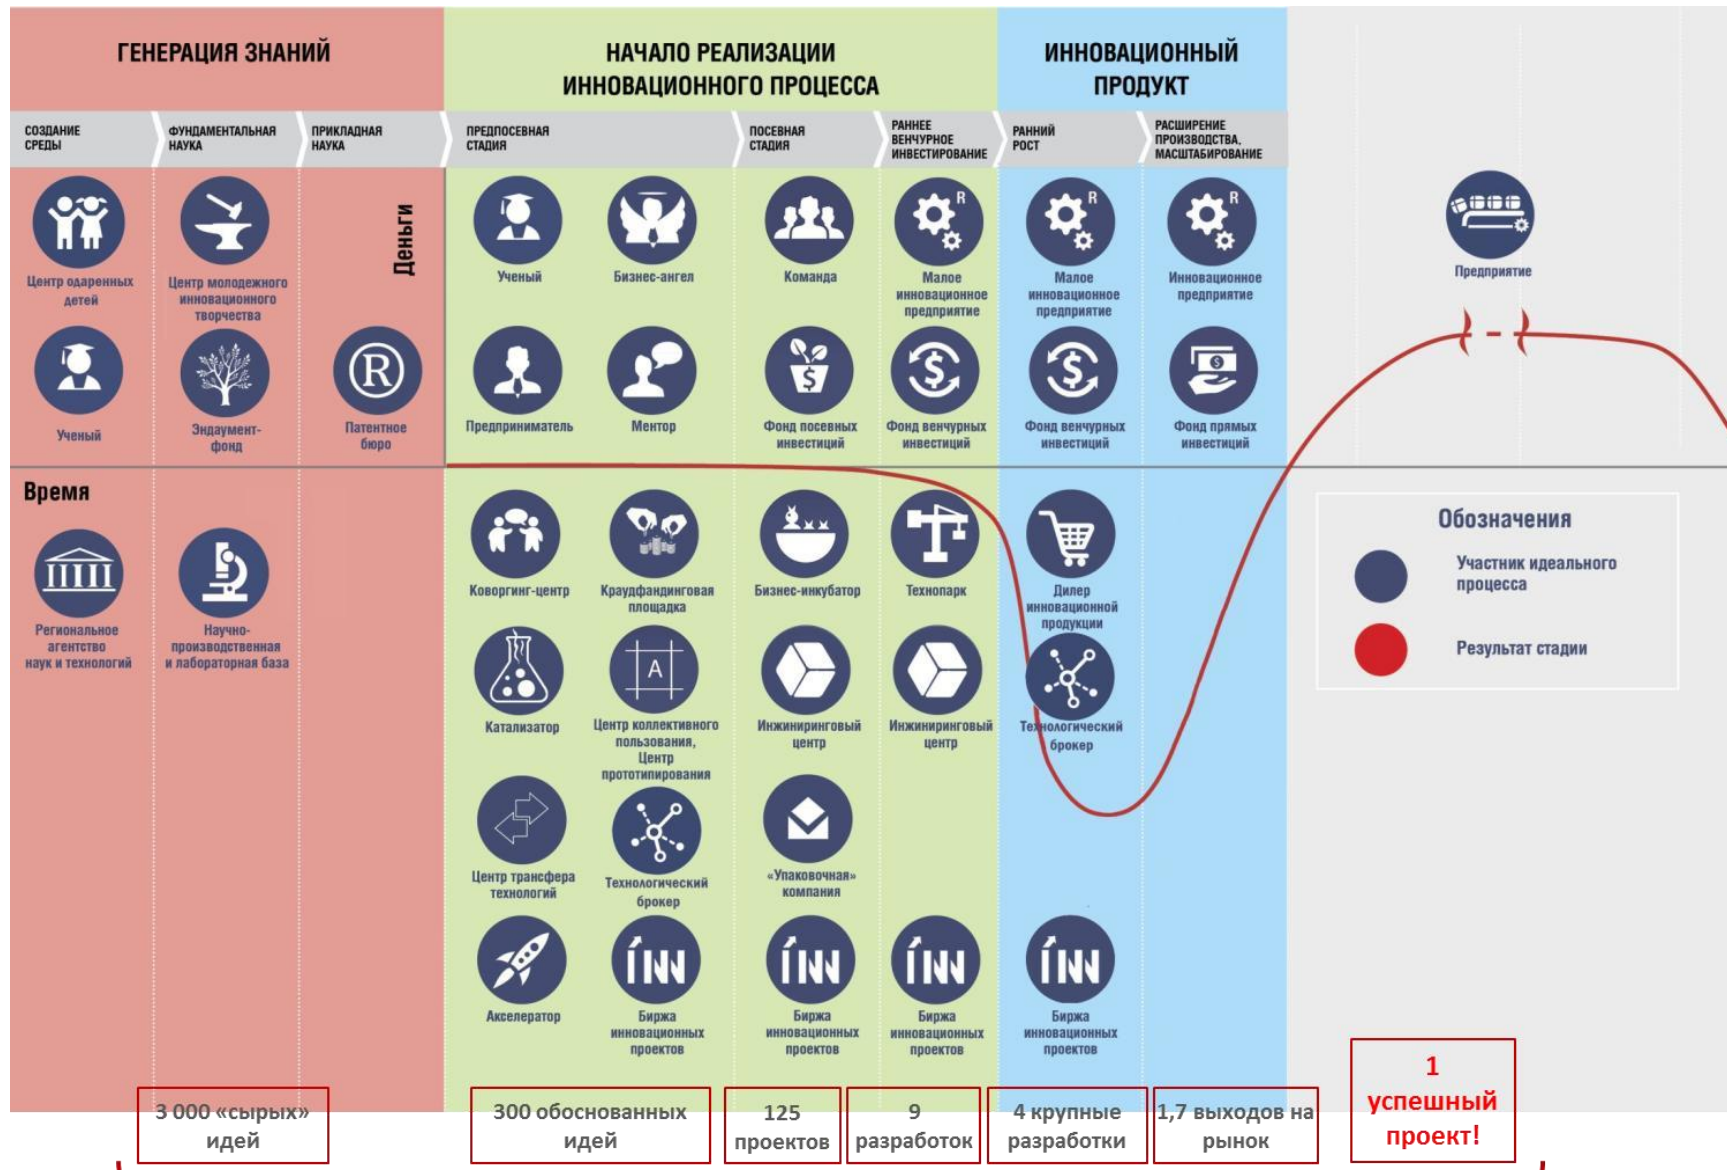 ГЕНЕРАЦИЯ ЗНАНИЙ
НАЧАЛО РЕАЛИЗАЦИИ
ИННОВАЦИОННОГО ПРОЦЕССА
ИННОВАЦИОННЫЙ
ПРОДУКТ
СОЗДАНИЕ
СРЕДЫ
ФУНДАМЕНТАЛЬНАЯ
НАУКА
ПРИКЛАДНАЯ
НАУКА
ПРЕДПОСЕВНАЯ
СТАДИЯ
ПОСЕВНАЯ
СТАДИЯ
РАННЕЕ
ВЕНЧУРНОЕ
ИНВЕСТИРОВАНИЕ
РАННИЙ
РОСТ
РАСШИРЕНИЕ
ПРОИЗВОДСТВА,
МАСШТАБИРОВАНИЕ
Деньги
R
R
R
Центр одаренных
детей
Центр молодежного
инновационного
творчества
Ученый
Бизнес-ангел
Команда
Малое
инновационное
предприятие
Малое
инновационное
предприятие
Инновационное
предприятие
Предприятие
R
$
$
$
$
Ученый
Эндаумент-
фонд
Патентное
бюро
Предприниматель
Ментор
Фонд посевных
инвестиций
Фонд венчурных
инвестиций
Фонд венчурных
инвестиций
Фонд прямых
инвестиций
Время
Региональное
агентство
наук и технологий
Научно-
производственная
и лабораторная база
Коворгинг-центр
Краудфандинговая
площадка
Бизнес-инкубатор
Технопарк
Дилер
инновационной
продукции
Обозначения
Участник идеального
процесса
Результат стадии
A
Катализатор
Центр коллективного
пользования,
Центр
прототипирования
Инжиниринговый
центр
Инжиниринговый
центр
Технологический
брокер
Центр трансфера
технологий
Технологический
брокер
«Упаковочная»
компания
Акселератор
Биржа
инновационных
проектов
Биржа
инновационных
проектов
Биржа
инновационных
проектов
Биржа
инновационных
проектов
3 000 «сырых»
идей
300 обоснованных
идей
125
проектов
9
разработок
4 крупные
разработки
1,7 выходов на
рынок
1
успешный
проект!